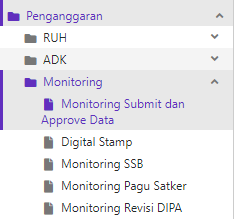 Penganggaran
RUH
ADK
Monitoring
Monitoring Submit dan
Approve Data
Digital Stamp
Monitoring SSB
Monitoring Pagu Satker
Monitoring Revisi DIPA